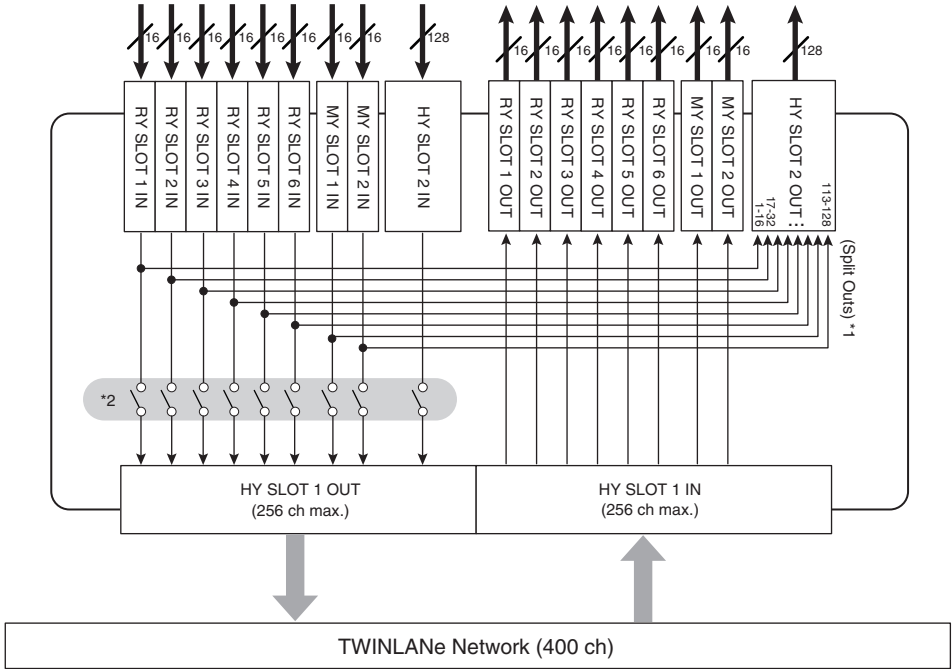 16 16 16 16 16 16 16 16 128
16 16 16 16 16 16 16 16 128
RY SLOT 1 IN
RY SLOT 2 IN
RY SLOT 3 IN
RY SLOT 4 IN
RY SLOT 5 IN
RY SLOT 6 IN
MY SLOT 1 IN
MY SLOT 2 IN
HY SLOT 2 IN
RY SLOT 1 OUT
RY SLOT 2 OUT
RY SLOT 3 OUT
RY SLOT 4 OUT
RY SLOT 5 OUT
RY SLOT 6 OUT
MY SLOT 1 OUT
MY SLOT 2 OUT
HY SLOT 2 OUT
1-16
17-32
:
:
113-128
(Split Outs) *1
*2
HY SLOT 1 OUT
(256 ch max.)
HY SLOT 1 IN
(256 ch max.)
TWINLANe Network (400 ch)